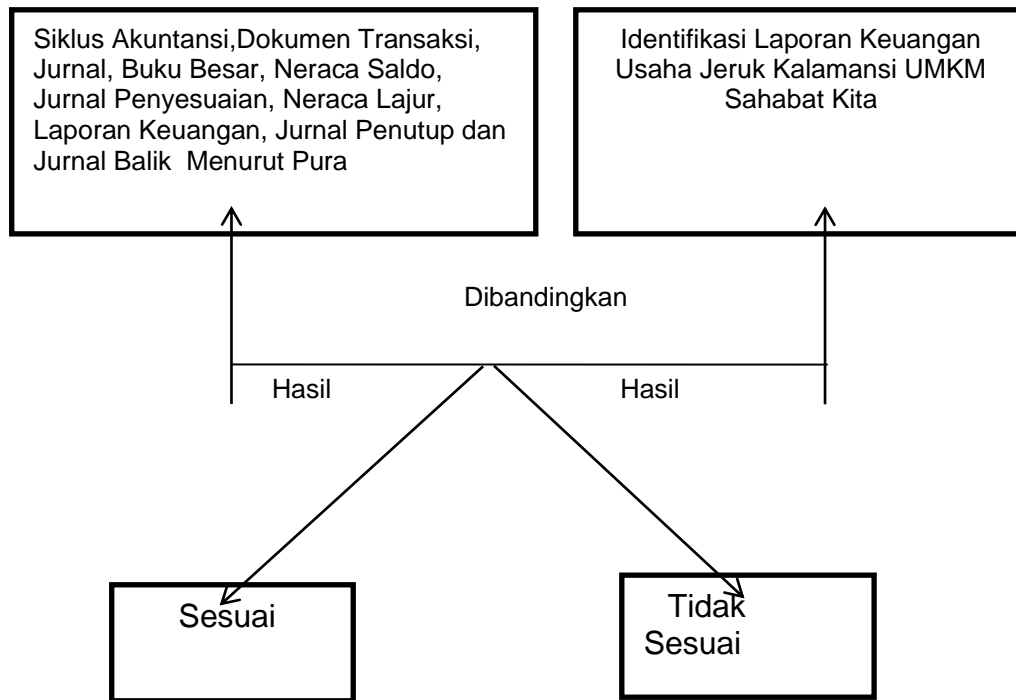 Siklus Akuntansi,Dokumen Transaksi,
Jurnal, Buku Besar, Neraca Saldo,
Jurnal Penyesuaian, Neraca Lajur,
Laporan Keuangan, Jurnal Penutup dan
Jurnal Balik Menurut Pura
Identifikasi Laporan Keuangan
Usaha Jeruk Kalamansi UMKM
Sahabat Kita
Dibandingkan
Hasil
Hasil
Sesuai
Tidak
Sesuai